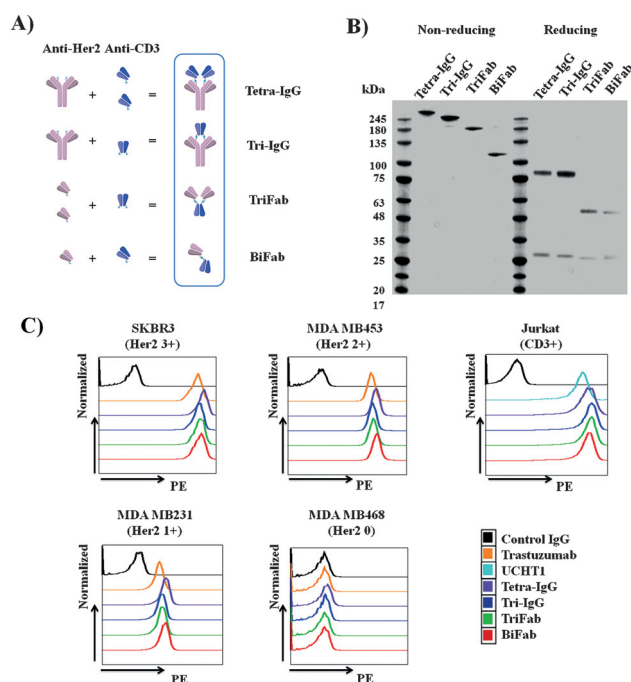 A)
Anti-Her2 Anti-CD3
+ = Tetra-IgG
+ = Tri-IgG
+ = TriFab
+ = BiFab
B)
Non-reducing Reducing
kDa Tetra-IgG Tri-IgG TriFab BiFab Tetra-IgG Tri-IgG TriFab BiFab
245
180
135
100
75
63
48
35
25
20
17
C)
SKBR3 MDA MB453 Jurkat
(Her2 3+) (Her2 2+) (CD3+)
Normalized Normalized Normalized
PE PE PE
MDA MB231 MDA MB468
(Her2 1+) (Her2 0)
Normalized Normalized
PE PE
Control IgG
Trastuzumab
UCHT1
Tetra-IgG
Tri-IgG
TriFab
BiFab